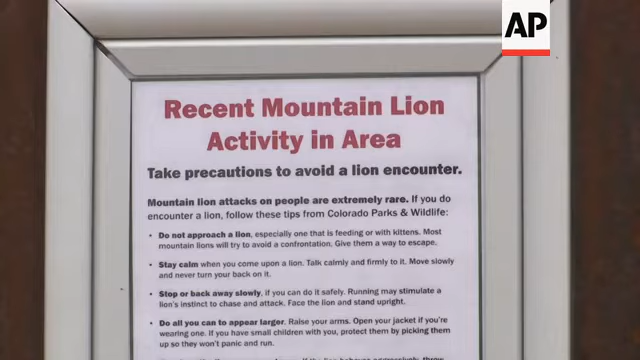 AP
Recent Mountain Lion
Activity in Area
Take precautions to avoid a lion encounter.
Mountain lion attacks on people are extremely rare. If you do
encounter a lion, follow these tips from Colorado Parks & Wildlife:
• Do not approach a lion, especially one that is feeding or with kittens. Most
mountain lions will try to avoid a confrontation. Give them a way to escape.
• Stay calm when you come upon a lion. Talk calmly and firmly to it. Move slowly
and never turn your back on it.
• Stop or back away slowly, if you can do it safely. Running may stimulate a
lion's instinct to chase and attack. Face the lion and stand upright.
• Do all you can to appear larger. Raise your arms. Open your jacket if you're
wearing one. If you have small children with you, protect them by picking them
up so they won't panic and run.